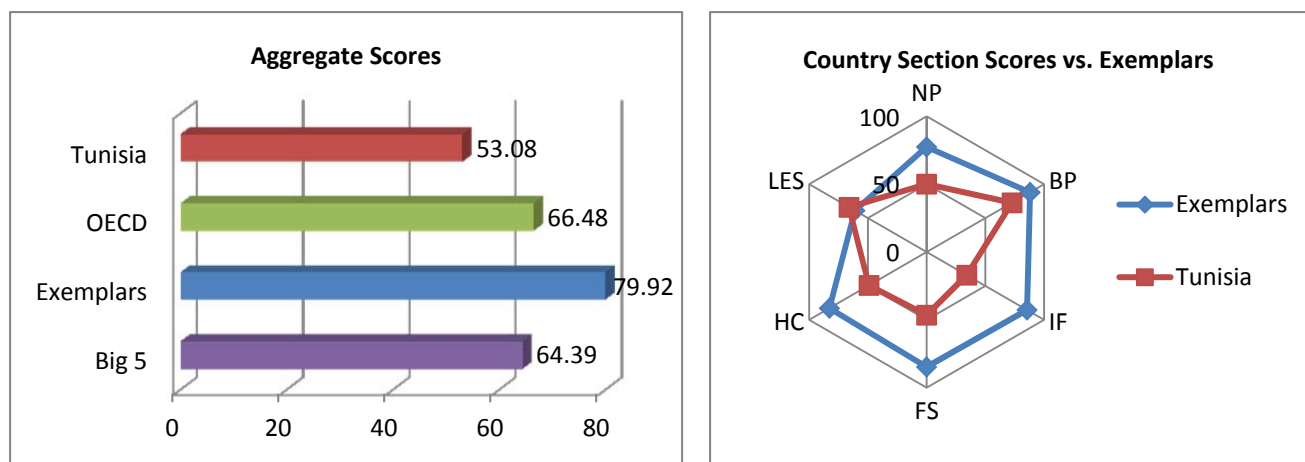 Aggregate Scores
Tunisia
53.08
OECD
66.48
Exemplars
79.92
Big 5
64.39
0 20 40 60 80
Country Section Scores vs. Exemplars
NP
100
LES
50
BP
0
HC
IF
FS
Exemplars
Tunisia